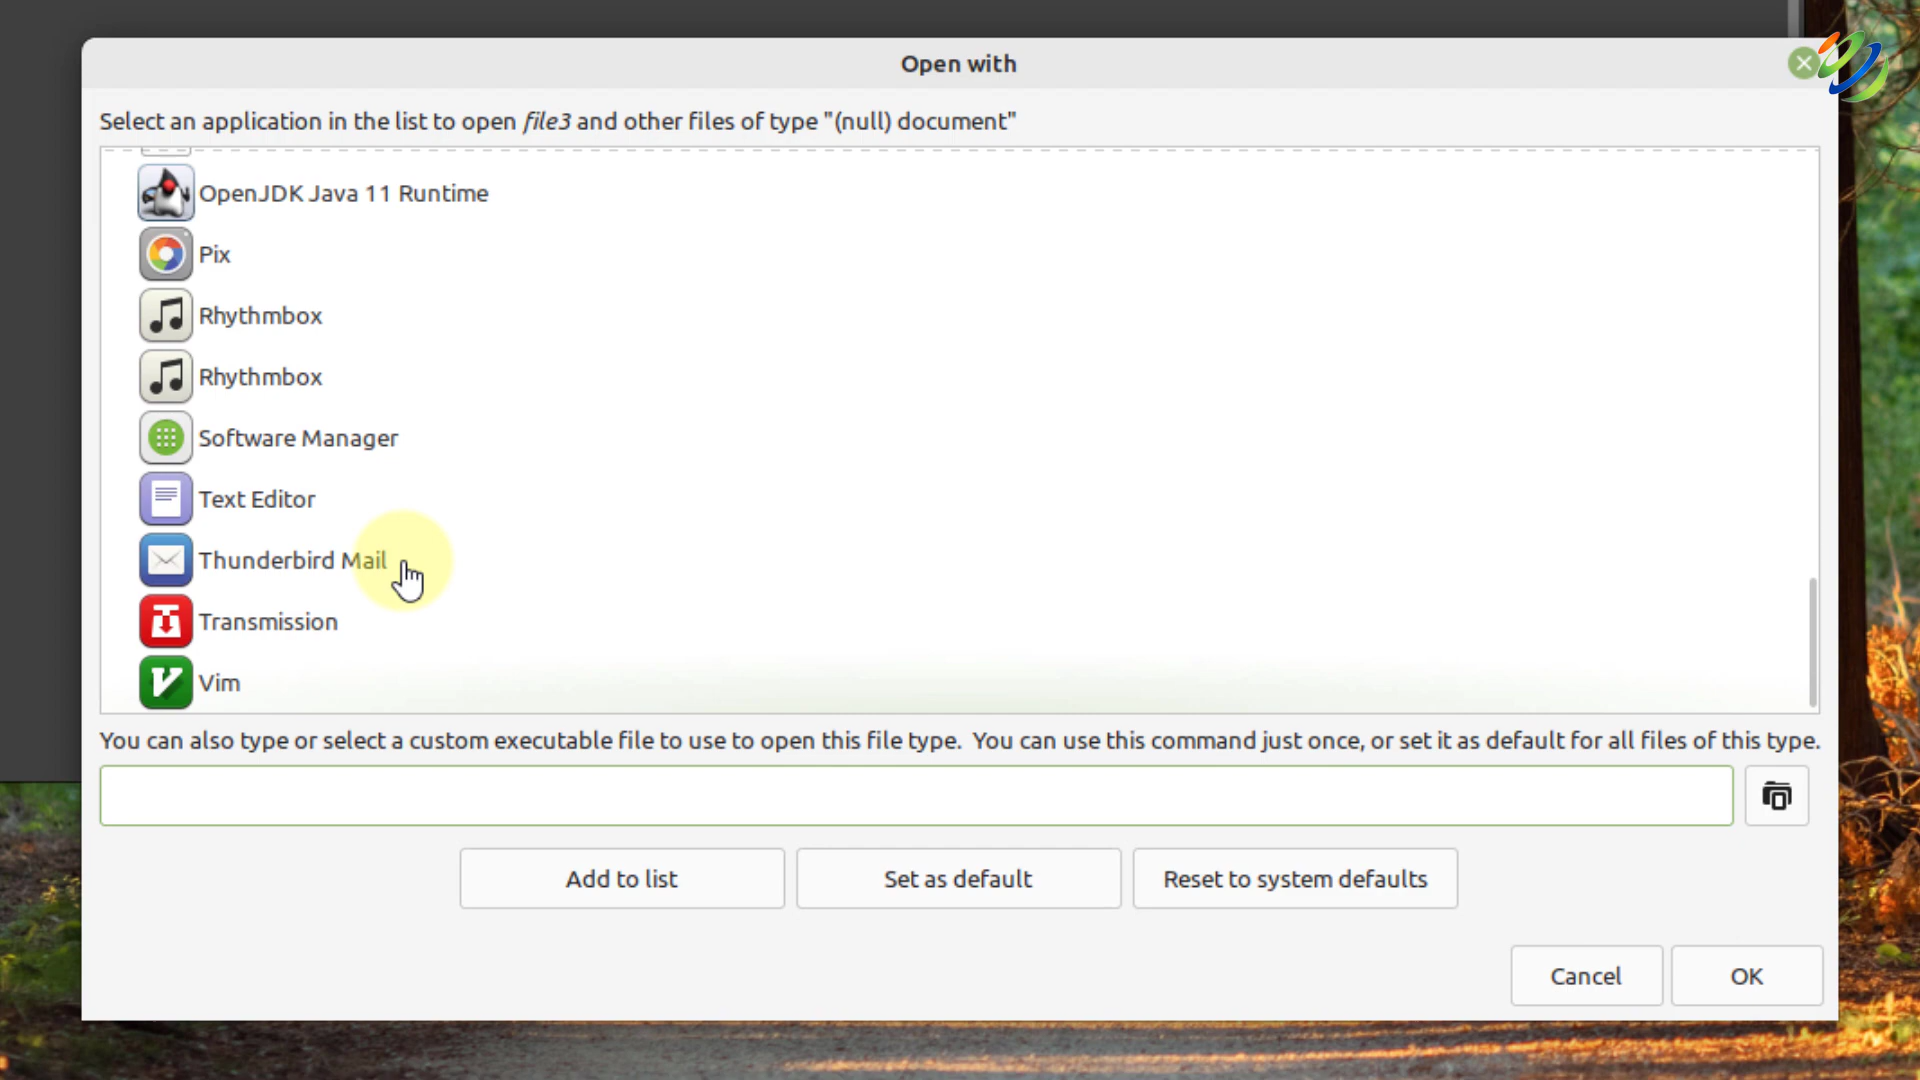 Open with
Select an application in the list to open file3 and other files of type "(null) document"
OpenJDK Java 11 Runtime
Pix
Rhythmbox
Rhythmbox
Software Manager
Text Editor
Thunderbird Mail
Transmission
Vim
You can also type or select a custom executable file to use to open this file type.  You can use this command just once, or set it as default for all files of this type.
Add to list
Set as default
Reset to system defaults
Cancel
OK